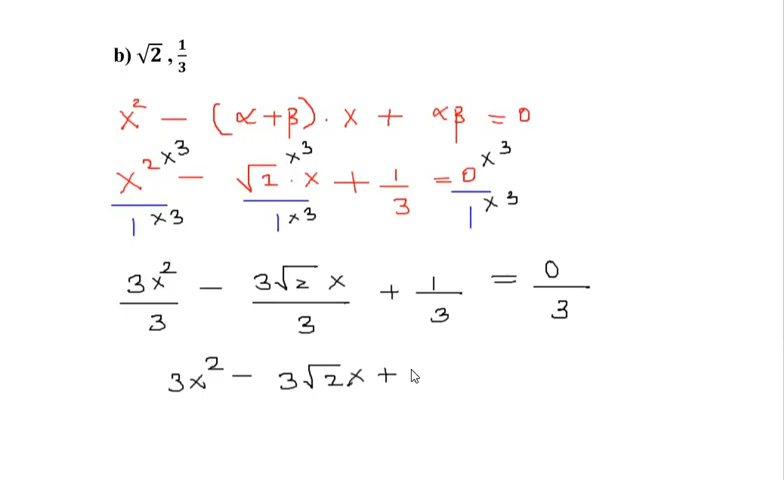 b) √2 , 1/3
x² − (α+β) · x + αβ = 0
x² ×3 / 1 ×3 − √2 ×3 · x / 1 ×3 + 1/3 = 0 ×3 / 1 ×3
3x²/3 − 3√2 x/3 + 1/3 = 0/3
3x² − 3√2x +